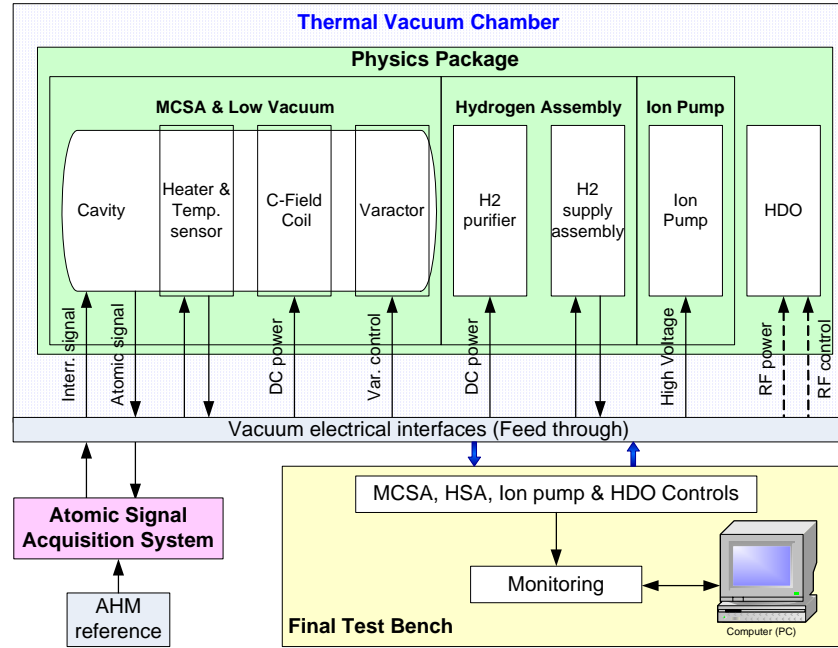 Thermal Vacuum Chamber
Physics Package
MCSA & Low Vacuum
Hydrogen Assembly
Ion Pump
Cavity
Heater &
Temp.
sensor
C-Field
Coil
Varactor
H2
purifier
H2
supply
assembly
Ion
Pump
HDO
Interr. signal
Atomic signal
DC power
Var. control
DC power
High Voltage
RF power
RF control
Vacuum electrical interfaces (Feed through)
Atomic Signal
Acquisition System
AHM
reference
MCSA, HSA, Ion pump & HDO Controls
Monitoring
Computer (PC)
Final Test Bench